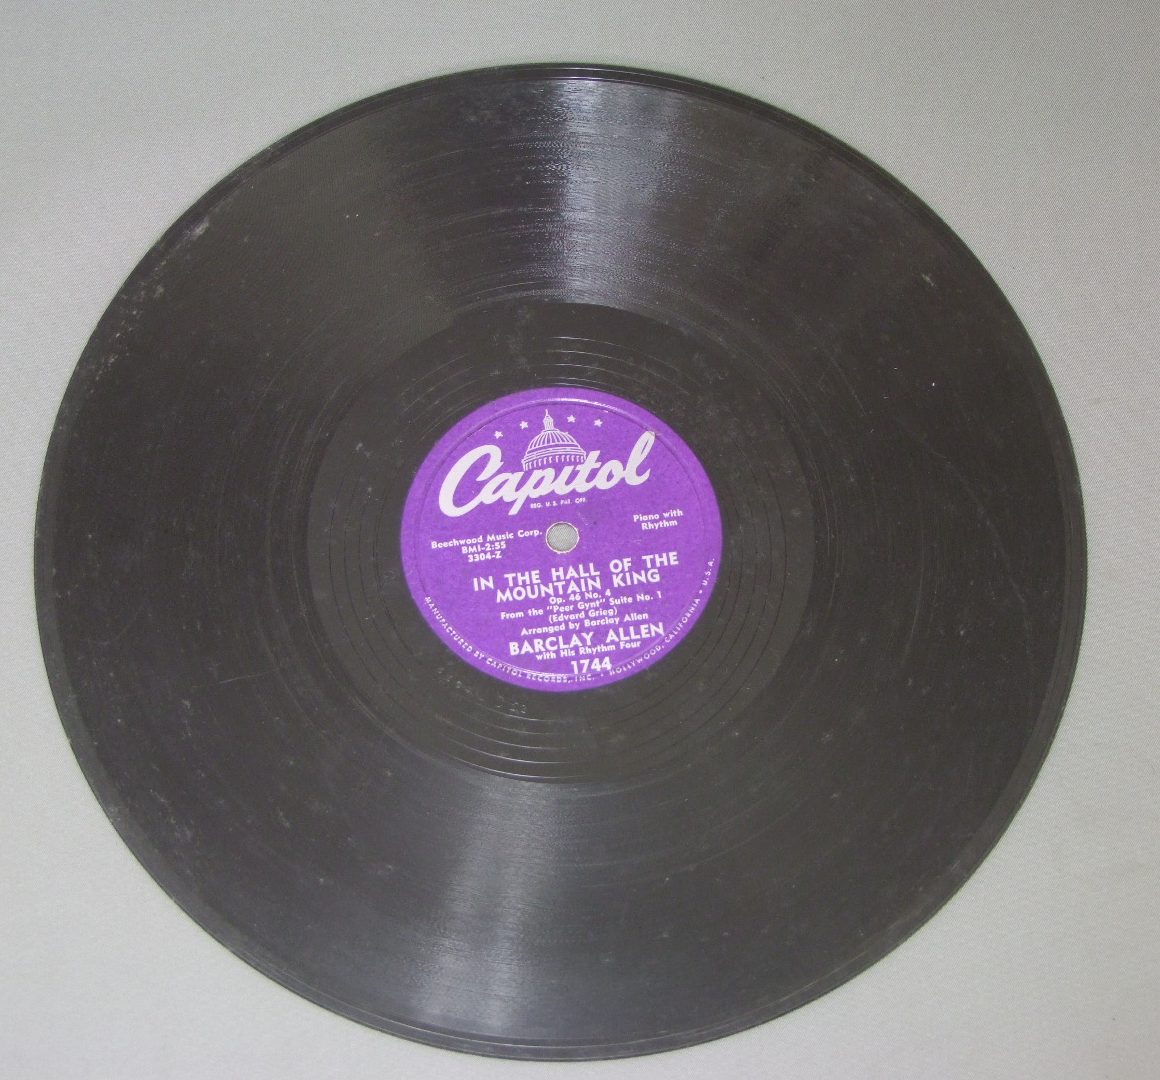 Capitol
REG. U.S. PAT. OFF.
Beechwood Music Corp.
BMI-2:55
3304-Z
Piano with
Rhythm
IN THE HALL OF THE
MOUNTAIN KING
Op. 46 No. 4
From the "Peer Gynt" Suite No. 1
(Edvard Grieg)
Arranged by Barclay Allen
BARCLAY ALLEN
with His Rhythm Four
1744
MANUFACTURED BY CAPITOL RECORDS, INC. • HOLLYWOOD, CALIFORNIA • U.S.A.